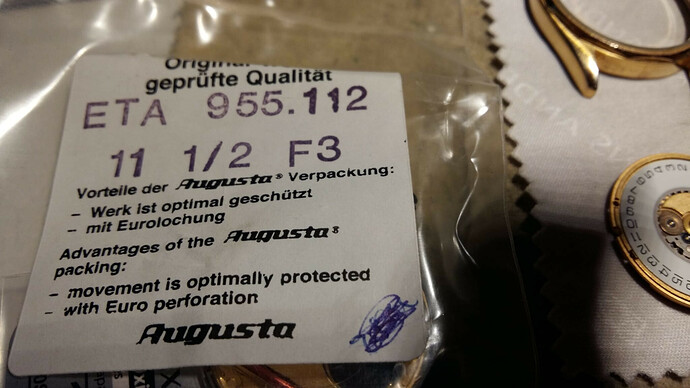 Original
geprüfte Qualität
ETA 955.112
11 1/2 F3
Vorteile der Augusta® Verpackung:
- Werk ist optimal geschützt
- mit Eurolochung
Advantages of the Augusta®
packing:
- movement is optimally protected
- with Euro perforation
Augusta